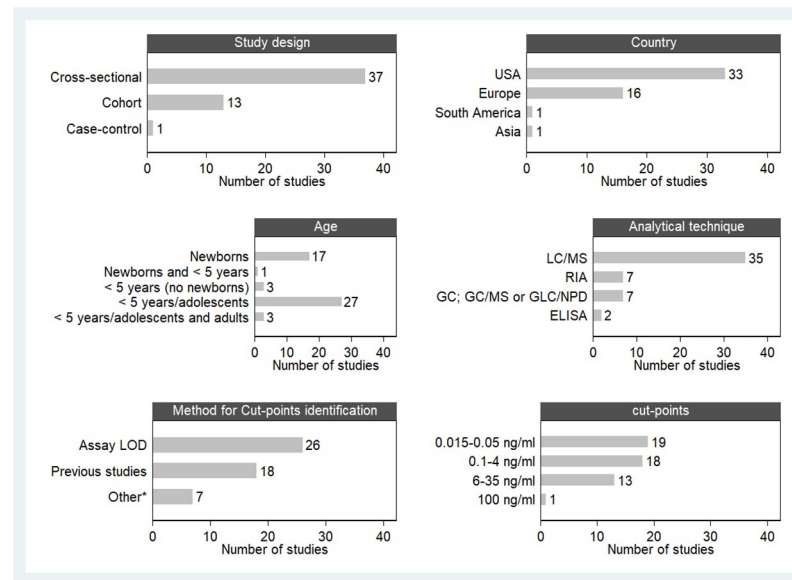 Study design
Cross-sectional 37
Cohort 13
Case-control 1
0 10 20 30 40
Number of studies
Country
USA 33
Europe 16
South America 1
Asia 1
0 10 20 30 40
Number of studies
Age
Newborns 17
Newborns and < 5 years 1
< 5 years (no newborns) 3
< 5 years/adolescents 27
< 5 years/adolescents and adults 3
0 10 20 30 40
Number of studies
Analytical technique
LC/MS 35
RIA 7
GC; GC/MS or GLC/NPD 7
ELISA 2
0 10 20 30 40
Number of studies
Method for Cut-points identification
Assay LOD 26
Previous studies 18
Other* 7
0 10 20 30 40
Number of studies
cut-points
0.015-0.05 ng/ml 19
0.1-4 ng/ml 18
6-35 ng/ml 13
100 ng/ml 1
0 10 20 30 40
Number of studies